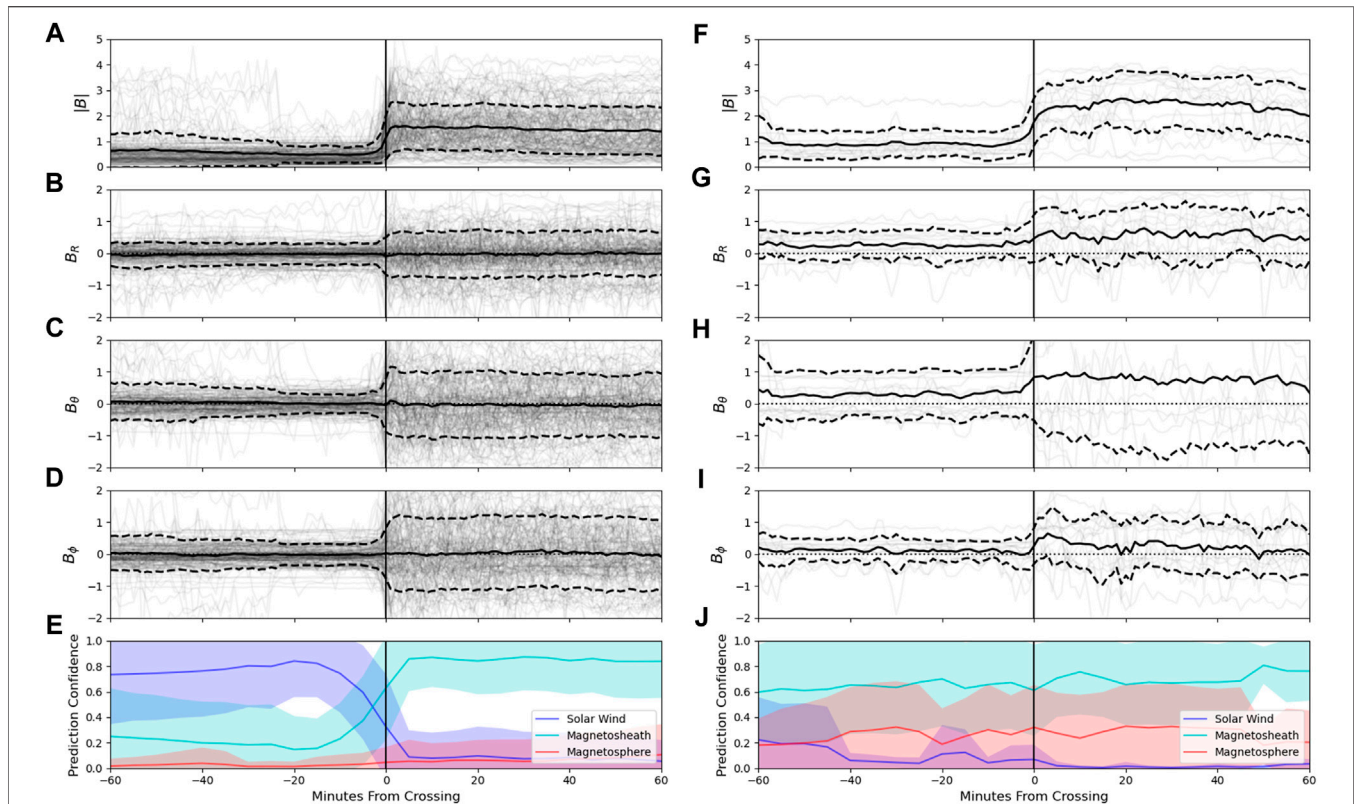 A
5
4
3
2
1
0
|B|
B
2
1
0
−1
−2
B_R
C
2
1
0
−1
−2
B_θ
D
2
1
0
−1
−2
B_ϕ
E
1.0
0.8
0.6
0.4
0.2
0.0
Prediction Confidence
Solar Wind
Magnetosheath
Magnetosphere
−60 −40 −20 0 20 40 60
Minutes From Crossing
F
5
4
3
2
1
0
|B|
G
2
1
0
−1
−2
B_R
H
2
1
0
−1
−2
B_θ
I
2
1
0
−1
−2
B_ϕ
J
1.0
0.8
0.6
0.4
0.2
0.0
Prediction Confidence
Solar Wind
Magnetosheath
Magnetosphere
−60 −40 −20 0 20 40 60
Minutes From Crossing